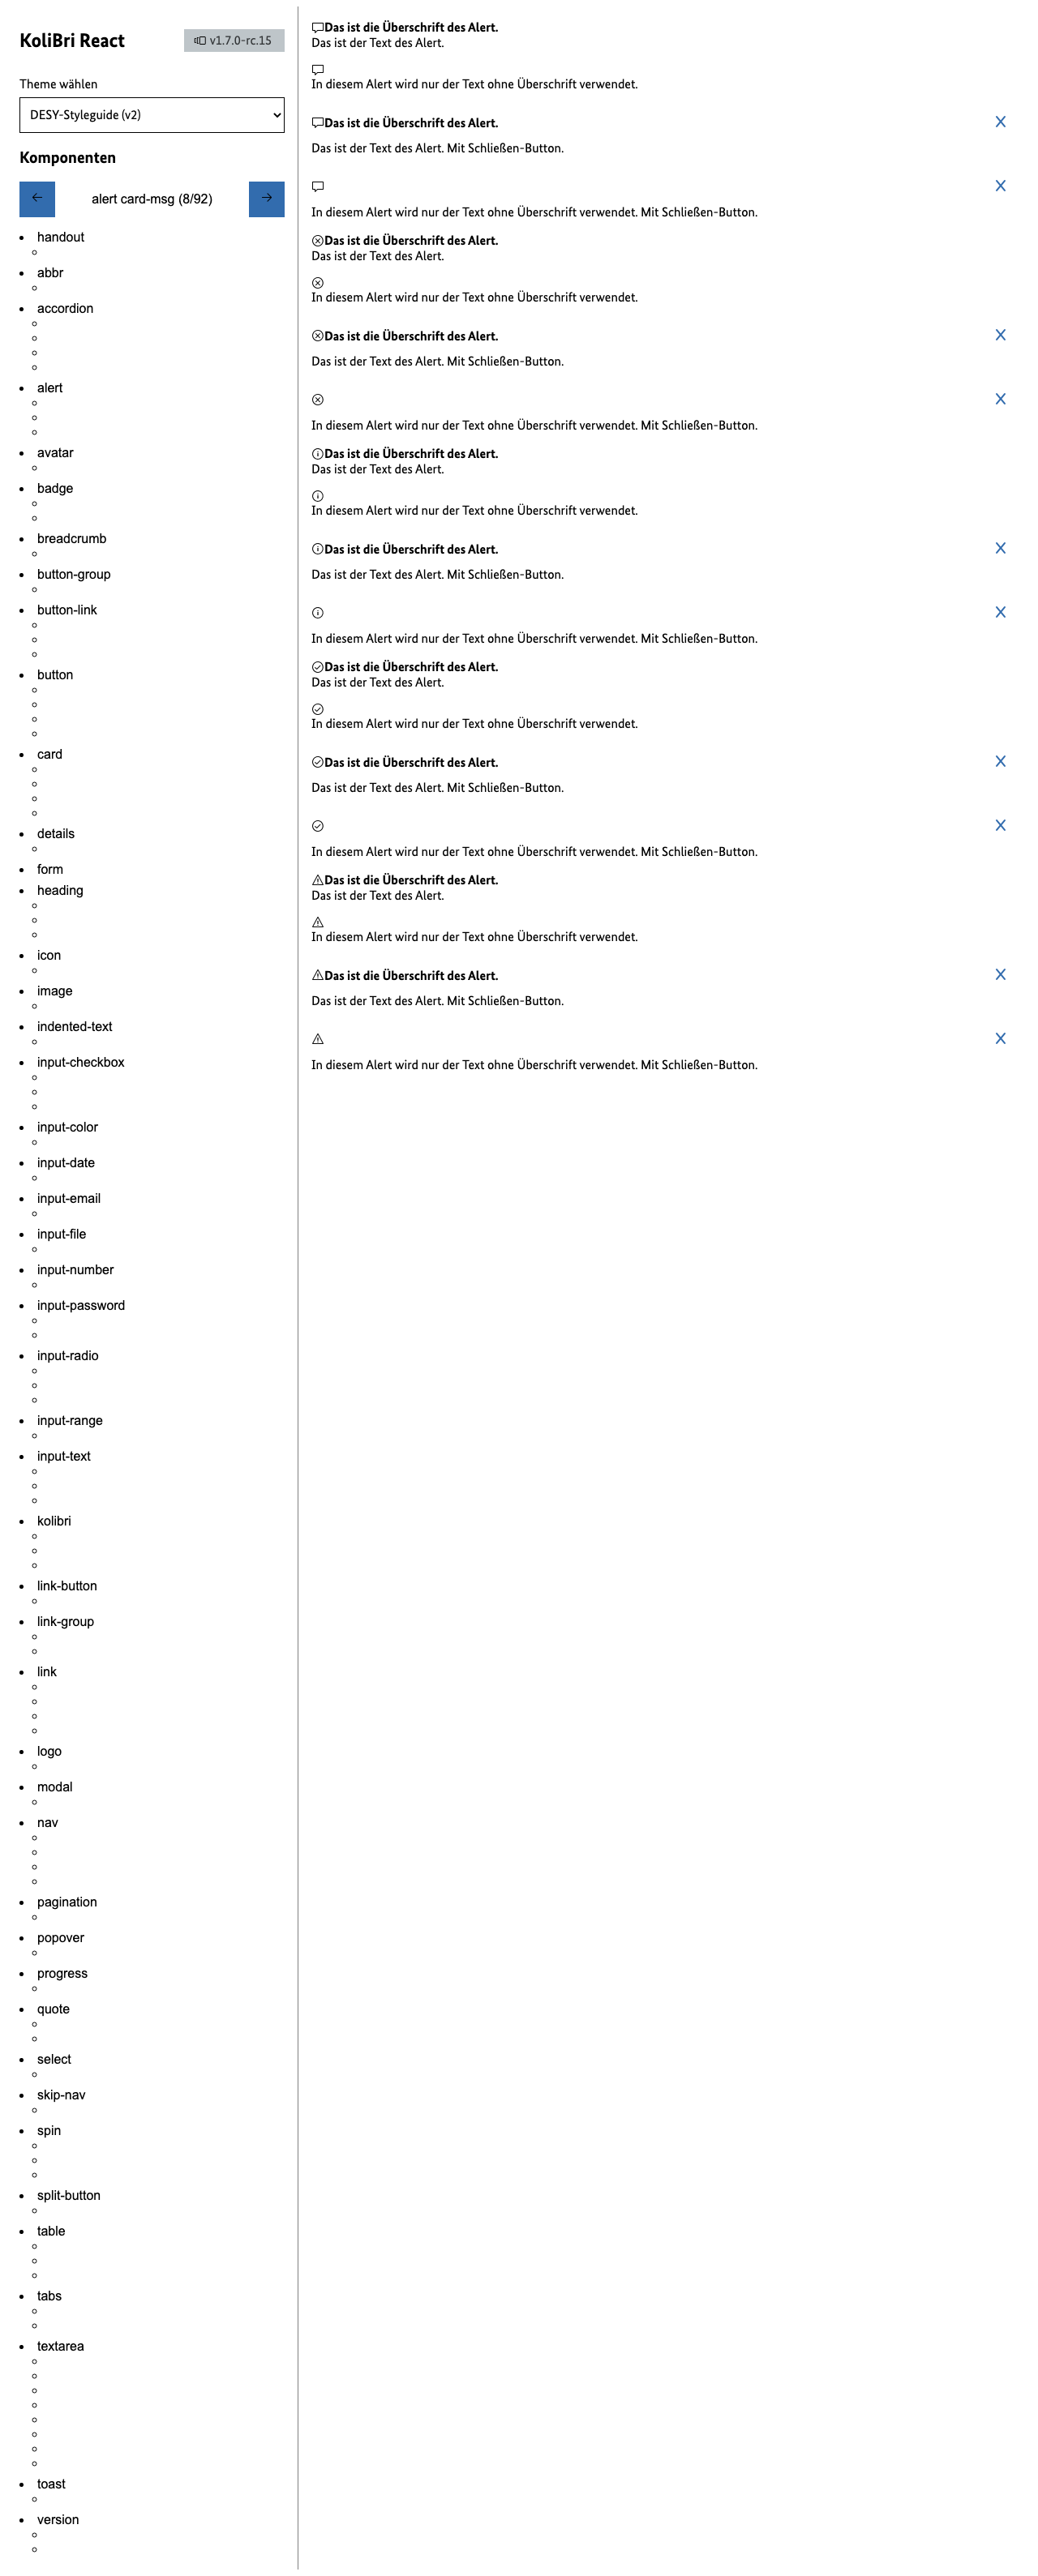 KoliBri React
v1.7.0-rc.15
Theme wählen
DESY-Styleguide (v2)
Komponenten
alert card-msg (8/92)
handout
abbr
accordion
alert
avatar
badge
breadcrumb
button-group
button-link
button
card
details
form
heading
icon
image
indented-text
input-checkbox
input-color
input-date
input-email
input-file
input-number
input-password
input-radio
input-range
input-text
kolibri
link-button
link-group
link
logo
modal
nav
pagination
popover
progress
quote
select
skip-nav
spin
split-button
table
tabs
textarea
toast
version
Das ist die Überschrift des Alert.
Das ist der Text des Alert.
In diesem Alert wird nur der Text ohne Überschrift verwendet.
Das ist die Überschrift des Alert.
Das ist der Text des Alert. Mit Schließen-Button.
In diesem Alert wird nur der Text ohne Überschrift verwendet. Mit Schließen-Button.
Das ist die Überschrift des Alert.
Das ist der Text des Alert.
In diesem Alert wird nur der Text ohne Überschrift verwendet.
Das ist die Überschrift des Alert.
Das ist der Text des Alert. Mit Schließen-Button.
In diesem Alert wird nur der Text ohne Überschrift verwendet. Mit Schließen-Button.
Das ist die Überschrift des Alert.
Das ist der Text des Alert.
In diesem Alert wird nur der Text ohne Überschrift verwendet.
Das ist die Überschrift des Alert.
Das ist der Text des Alert. Mit Schließen-Button.
In diesem Alert wird nur der Text ohne Überschrift verwendet. Mit Schließen-Button.
Das ist die Überschrift des Alert.
Das ist der Text des Alert.
In diesem Alert wird nur der Text ohne Überschrift verwendet.
Das ist die Überschrift des Alert.
Das ist der Text des Alert. Mit Schließen-Button.
In diesem Alert wird nur der Text ohne Überschrift verwendet. Mit Schließen-Button.
Das ist die Überschrift des Alert.
Das ist der Text des Alert.
In diesem Alert wird nur der Text ohne Überschrift verwendet.
Das ist die Überschrift des Alert.
Das ist der Text des Alert. Mit Schließen-Button.
In diesem Alert wird nur der Text ohne Überschrift verwendet. Mit Schließen-Button.